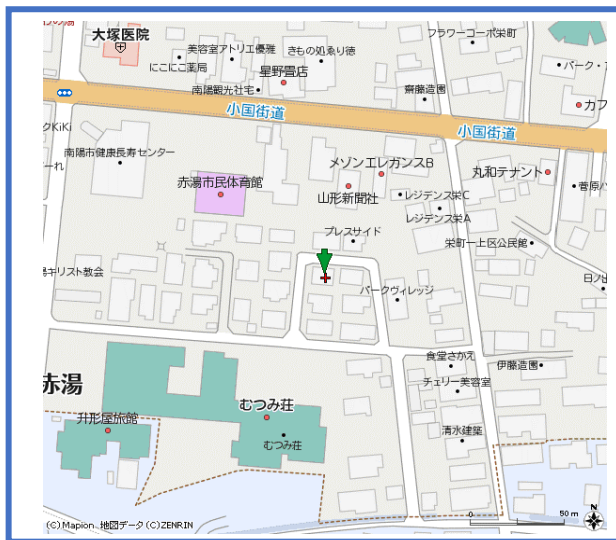 大塚医院
にこにこ薬局
美容室アトリエ優雅
きもの処ゑり徳
星野畳店
南陽観光社宅
フラワーコーポ栄町
パーク・
齋藤造園
カフ
小国街道
小国街道
クKiKi
南陽市健康長寿センター
ーれ
赤湯市民体育館
メゾンエレガンスB
山形新聞社
レジデンス栄C
レジデンス栄A
丸和テナント
菅原ハ
プレスサイド
栄町一上区公民館
湯キリスト教会
パークヴィレッジ
日ノ出
食堂さかえ
伊藤造園
チェリー美容室
赤湯
むつみ荘
井形屋旅館
むつみ荘
清水建築
0 50 m
N
(C)Mapion 地図データ (C)ZENRIN